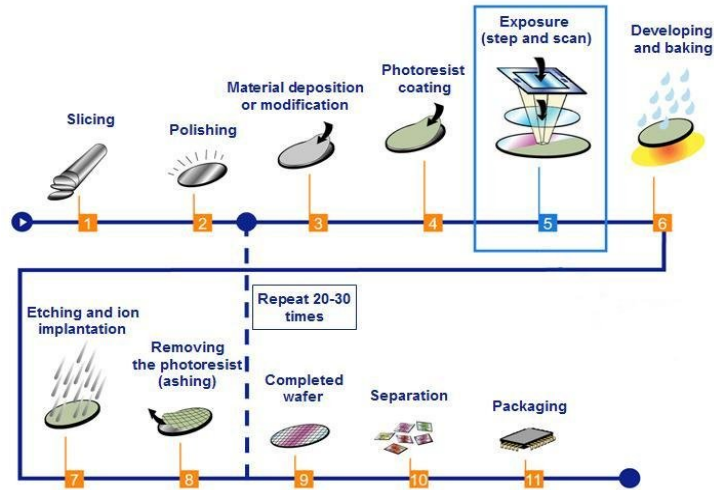 Exposure
(step and scan)
Developing
and baking
Photoresist
coating
Material deposition
or modification
Slicing
Polishing
1
2
3
4
5
6
Repeat 20-30
times
Etching and ion
implantation
Removing
the photoresist
(ashing)
Completed
wafer
Separation
Packaging
7
8
9
10
11